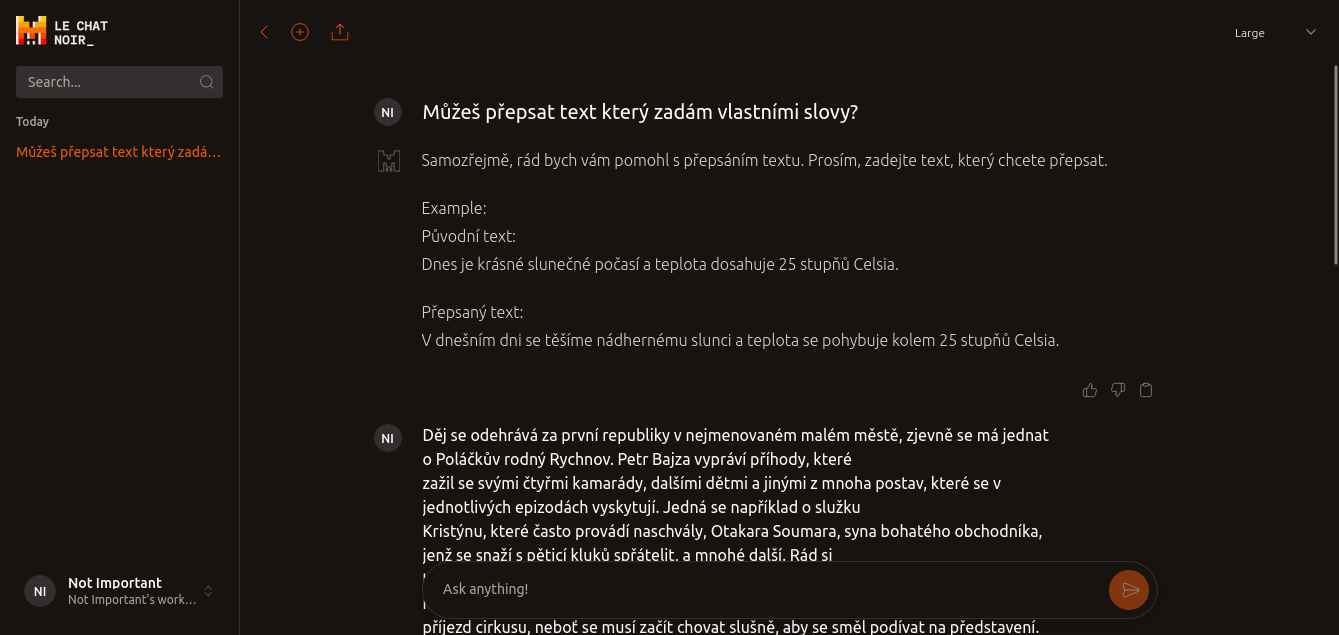 LE CHAT
NOIR_
Search...
Today
Můžeš přepsat text který zadá...
NI
Not Important
Not Important's work...
Large
NI
Můžeš přepsat text který zadám vlastními slovy?
Samozřejmě, rád bych vám pomohl s přepsáním textu. Prosím, zadejte text, který chcete přepsat.
Example:
Původní text:
Dnes je krásné slunečné počasí a teplota dosahuje 25 stupňů Celsia.
Přepsaný text:
V dnešním dni se těšíme nádhernému slunci a teplota se pohybuje kolem 25 stupňů Celsia.
NI
Děj se odehrává za první republiky v nejmenovaném malém městě, zjevně se má jednat
o Poláčkův rodný Rychnov. Petr Bajza vypráví příhody, které
zažil se svými čtyřmi kamarády, dalšími dětmi a jinými z mnoha postav, které se v
jednotlivých epizodách vyskytují. Jedná se například o služku
Kristýnu, které často provádí naschvály, Otakara Soumara, syna bohatého obchodníka,
jenž se snaží s pěticí kluků spřátelit, a mnohé další. Rád si
Ask anything!
příjezd cirkusu, neboť se musí začít chovat slušně, aby se směl podívat na představení.